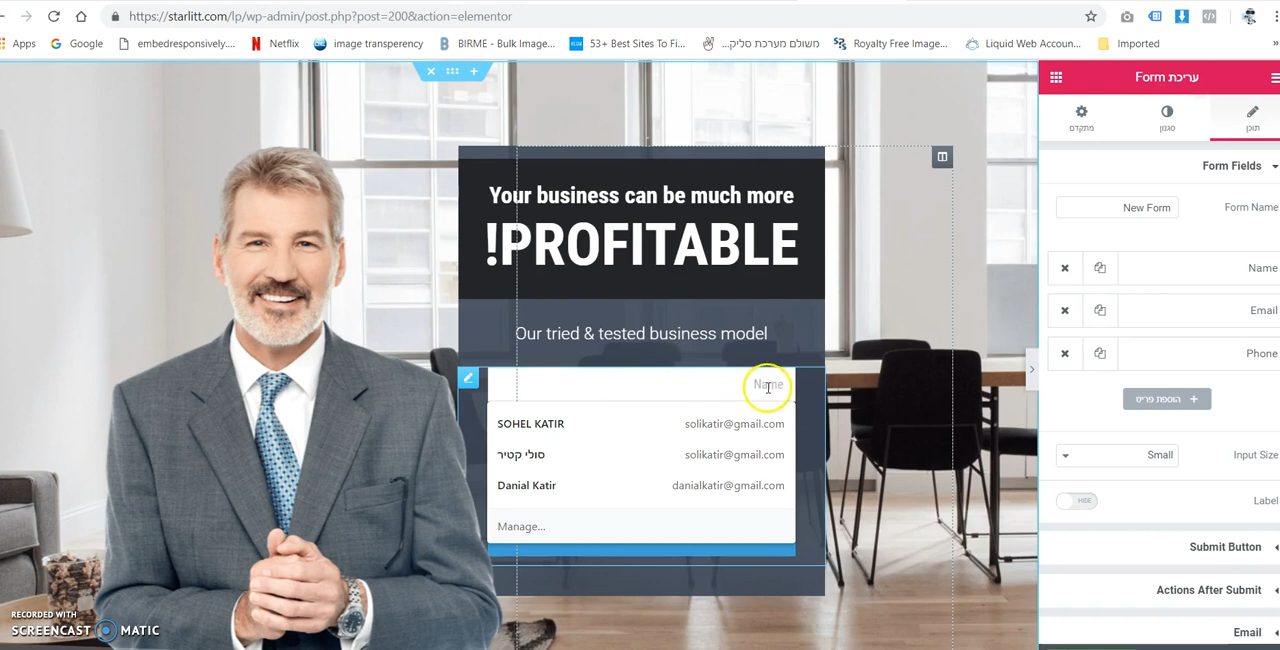 https://starlitt.com/lp/wp-admin/post.php?post=200&action=elementor
Apps
Google
embedresponsively....
Netflix
image transperency
BIRME - Bulk Image...
53+ Best Sites To Fi...
משולם מערכת סליק...
Royalty Free Image...
Liquid Web Accoun...
Imported
»
עריכת Form
מתקדם
סגנון
תוכן
Form Fields
New Form
Form Name
Name
Email
Phone
הוספת פריט +
Small
Input Size
HIDE
Label
Submit Button
Actions After Submit
Email
Your business can be much more
!PROFITABLE
Our tried & tested business model
Name
SOHEL KATIR solikatir@gmail.com
סולי קטיר solikatir@gmail.com
Danial Katir danialkatir@gmail.com
Manage...
RECORDED WITH
SCREENCAST MATIC